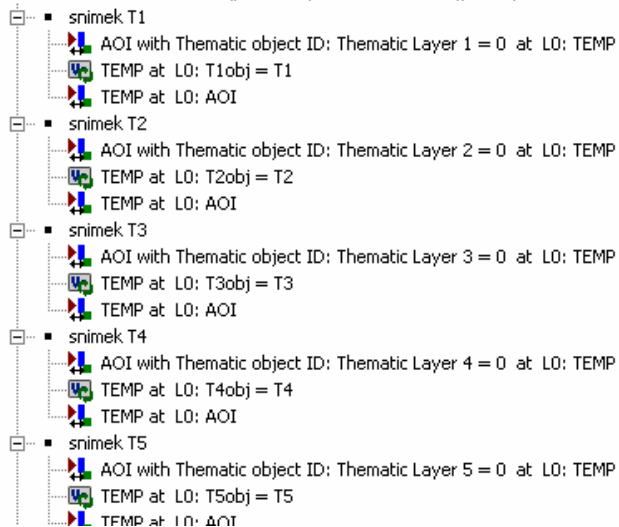 snimek T1
AOI with Thematic object ID: Thematic Layer 1 = 0 at L0: TEMP
TEMP at L0: T1obj = T1
TEMP at L0: AOI
snimek T2
AOI with Thematic object ID: Thematic Layer 2 = 0 at L0: TEMP
TEMP at L0: T2obj = T2
TEMP at L0: AOI
snimek T3
AOI with Thematic object ID: Thematic Layer 3 = 0 at L0: TEMP
TEMP at L0: T3obj = T3
TEMP at L0: AOI
snimek T4
AOI with Thematic object ID: Thematic Layer 4 = 0 at L0: TEMP
TEMP at L0: T4obj = T4
TEMP at L0: AOI
snimek T5
AOI with Thematic object ID: Thematic Layer 5 = 0 at L0: TEMP
TEMP at L0: T5obj = T5
TEMP at L0: AOI